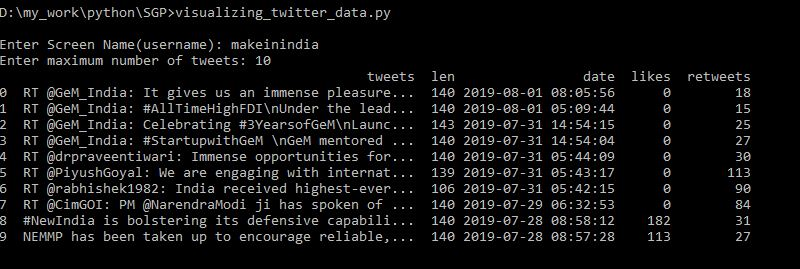 D:\my_work\python\SGP>visualizing_twitter_data.py
Enter Screen Name(username): makeinindia
Enter maximum number of tweets: 10
tweets len date likes retweets
0 RT @GeM_India: It gives us an immense pleasure... 140 2019-08-01 08:05:56 0 18
1 RT @GeM_India: #AllTimeHighFDI\nUnder the lead... 140 2019-08-01 05:09:44 0 15
2 RT @GeM_India: Celebrating #3YearsofGeM\nLaunc... 143 2019-07-31 14:54:15 0 25
3 RT @GeM_India: #StartupwithGeM \nGeM mentored ... 140 2019-07-31 14:54:04 0 27
4 RT @drpraveentiwari: Immense opportunities for... 140 2019-07-31 05:44:09 0 30
5 RT @PiyushGoyal: We are engaging with internat... 139 2019-07-31 05:43:17 0 113
6 RT @rabhishek1982: India received highest-ever... 106 2019-07-31 05:42:15 0 90
7 RT @CimGOI: PM @NarendraModi ji has spoken of ... 140 2019-07-29 06:32:53 0 84
8 #NewIndia is bolstering its defensive capabili... 140 2019-07-28 08:58:12 182 31
9 NEMMP has been taken up to encourage reliable,... 140 2019-07-28 08:57:28 113 27